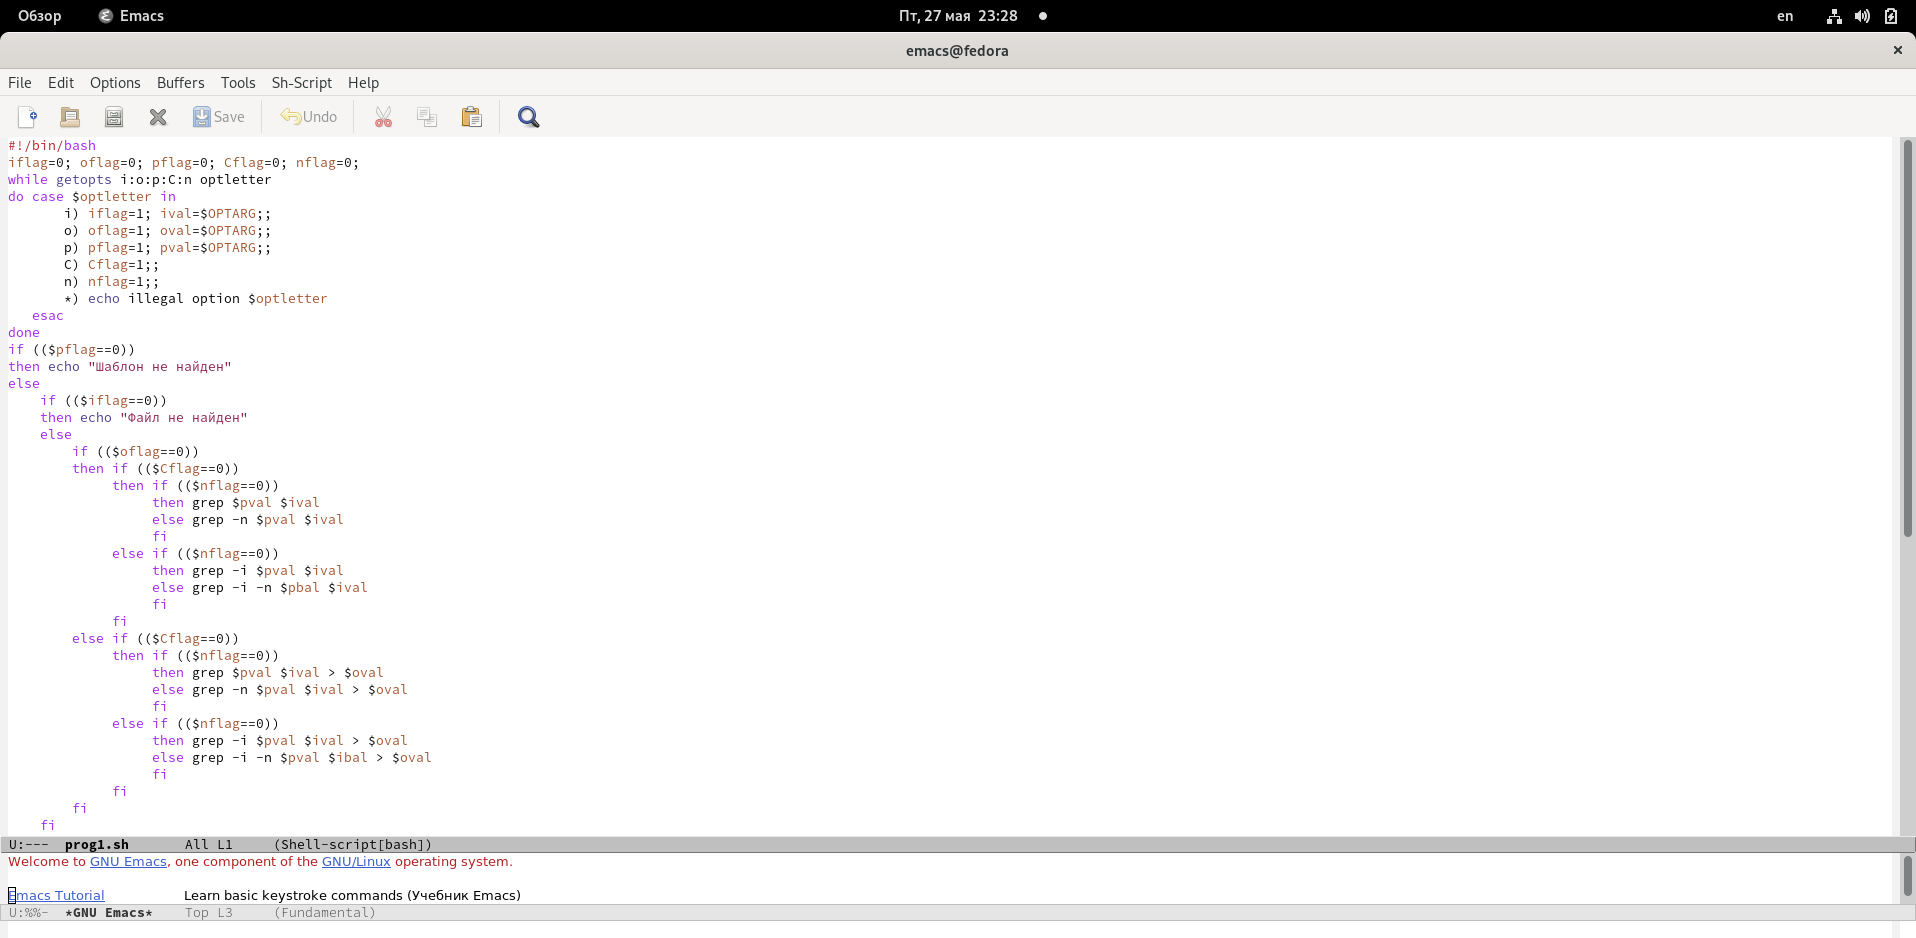 Обзор Emacs Пт, 27 мая 23:28 en
emacs@fedora
File Edit Options Buffers Tools Sh-Script Help
Save Undo
#!/bin/bash
iflag=0; oflag=0; pflag=0; Cflag=0; nflag=0;
while getopts i:o:p:C:n optletter
do case $optletter in
       i) iflag=1; ival=$OPTARG;;
       o) oflag=1; oval=$OPTARG;;
       p) pflag=1; pval=$OPTARG;;
       C) Cflag=1;;
       n) nflag=1;;
       *) echo illegal option $optletter
   esac
done
if (($pflag==0))
then echo "Шаблон не найден"
else
    if (($iflag==0))
    then echo "Файл не найден"
    else
        if (($oflag==0))
        then if (($Cflag==0))
             then if (($nflag==0))
                  then grep $pval $ival
                  else grep -n $pval $ival
                  fi
             else if (($nflag==0))
                  then grep -i $pval $ival
                  else grep -i -n $pbal $ival
                  fi
             fi
        else if (($Cflag==0))
             then if (($nflag==0))
                  then grep $pval $ival > $oval
                  else grep -n $pval $ival > $oval
                  fi
             else if (($nflag==0))
                  then grep -i $pval $ival > $oval
                  else grep -i -n $pval $ibal > $oval
                  fi
             fi
        fi
    fi
U:---  prog1.sh       All L1     (Shell-script[bash])
Welcome to GNU Emacs, one component of the GNU/Linux operating system.
Emacs Tutorial Learn basic keystroke commands (Учебник Emacs)
U:%%-  *GNU Emacs*    Top L3     (Fundamental)